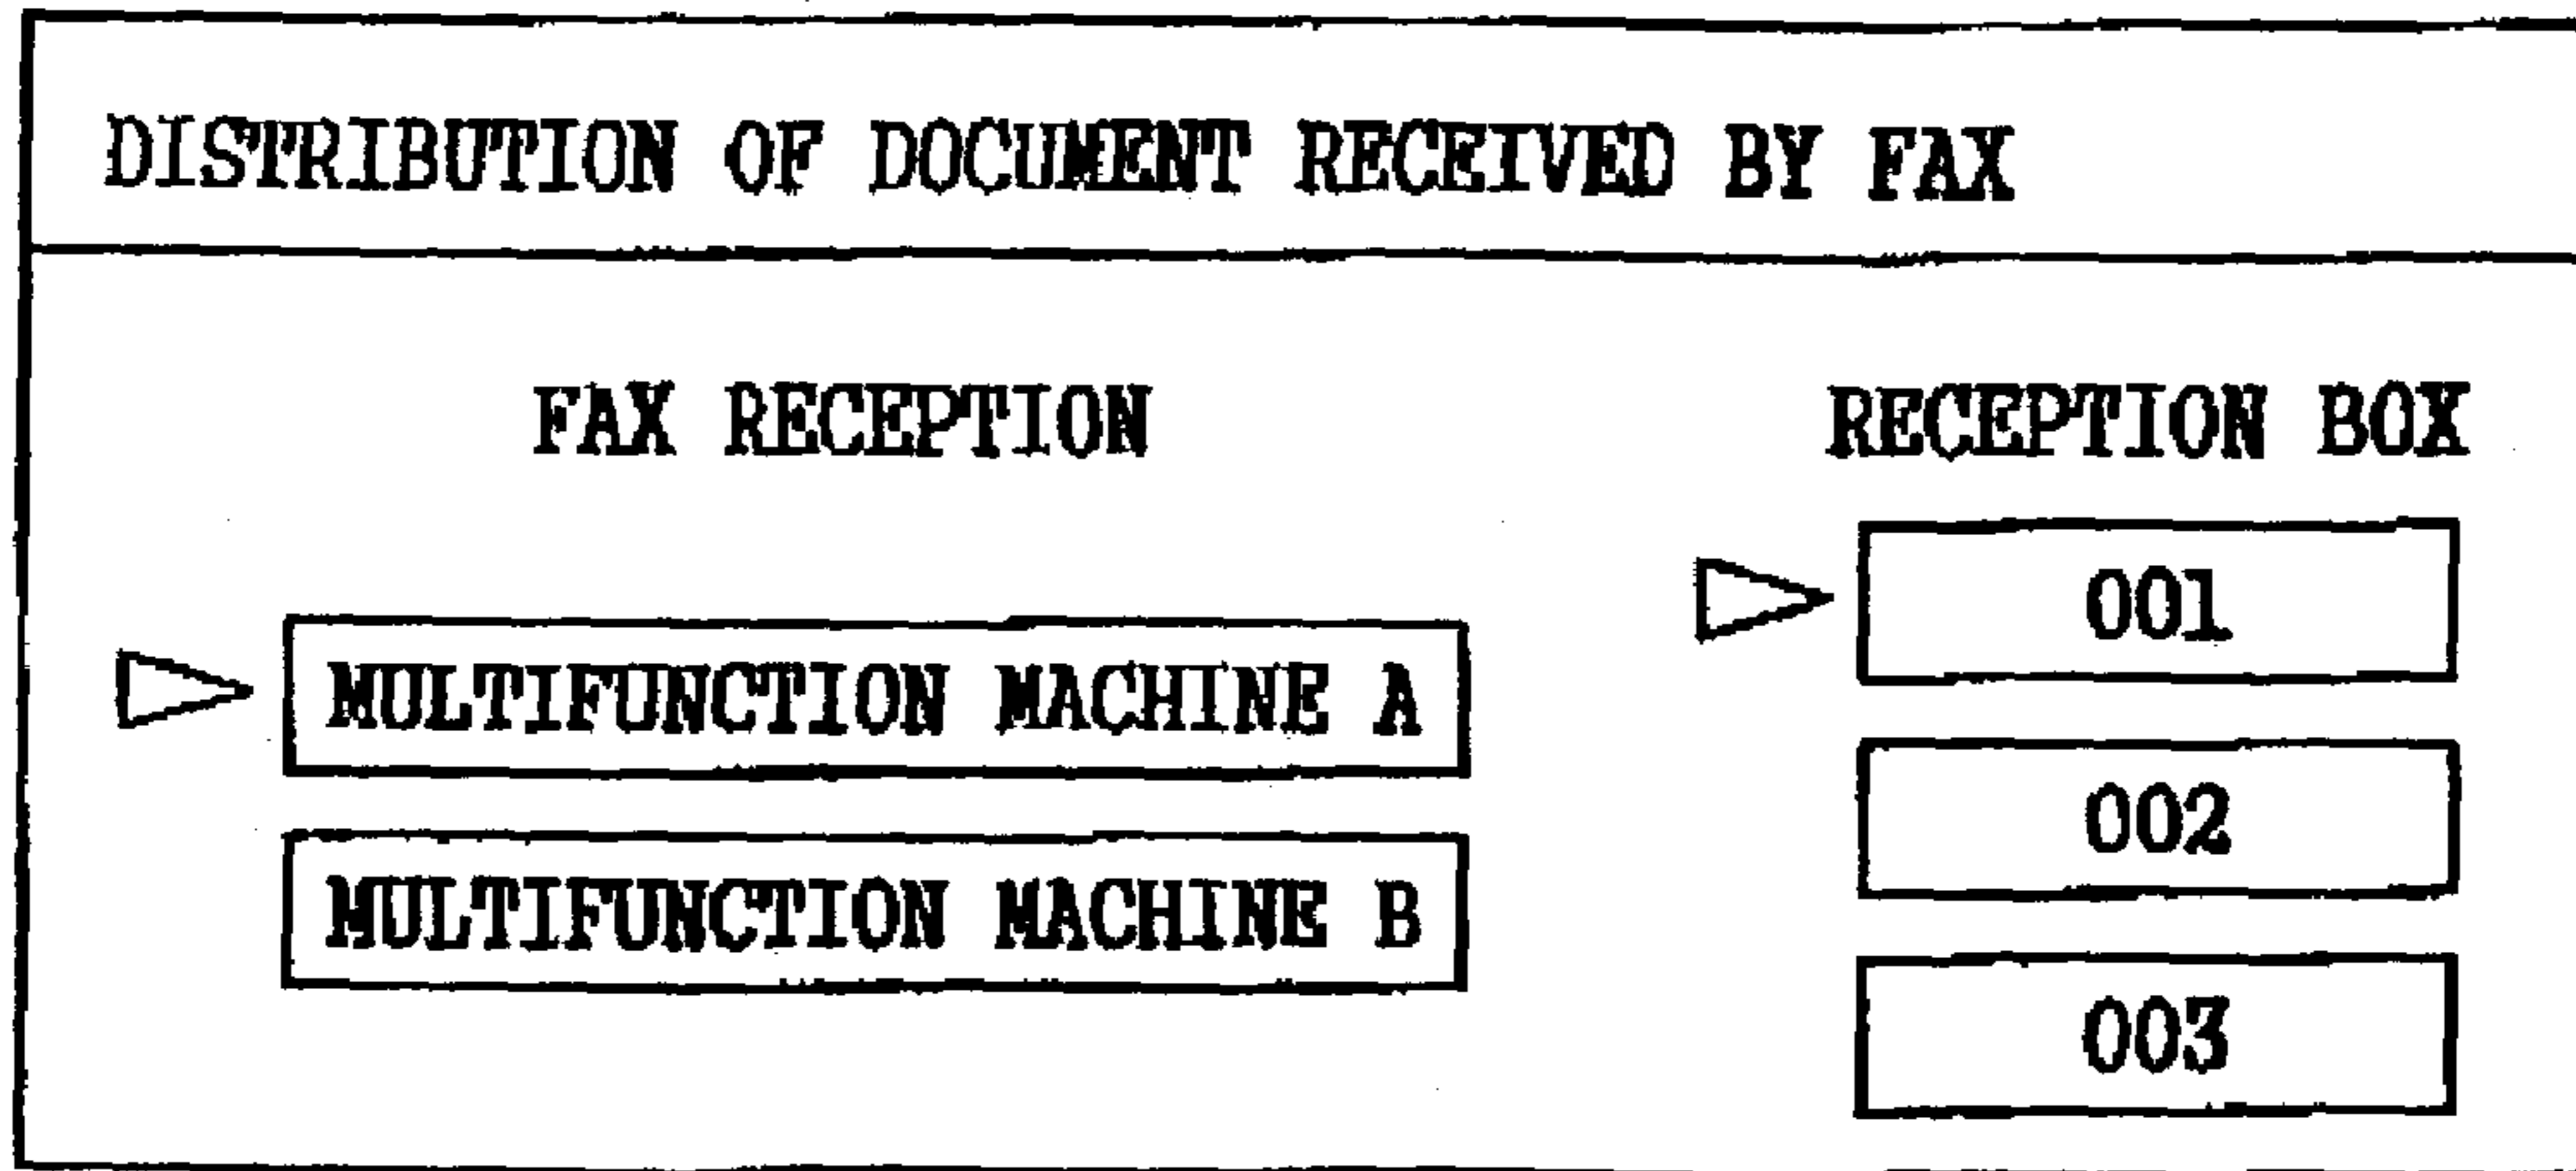 DISTRIBUTION OF DOCUMENT RECEIVED BY FAX
FAX RECEPTION
MULTIFUNCTION MACHINE A
MULTIFUNCTION MACHINE B
RECEPTION BOX
001
002
003